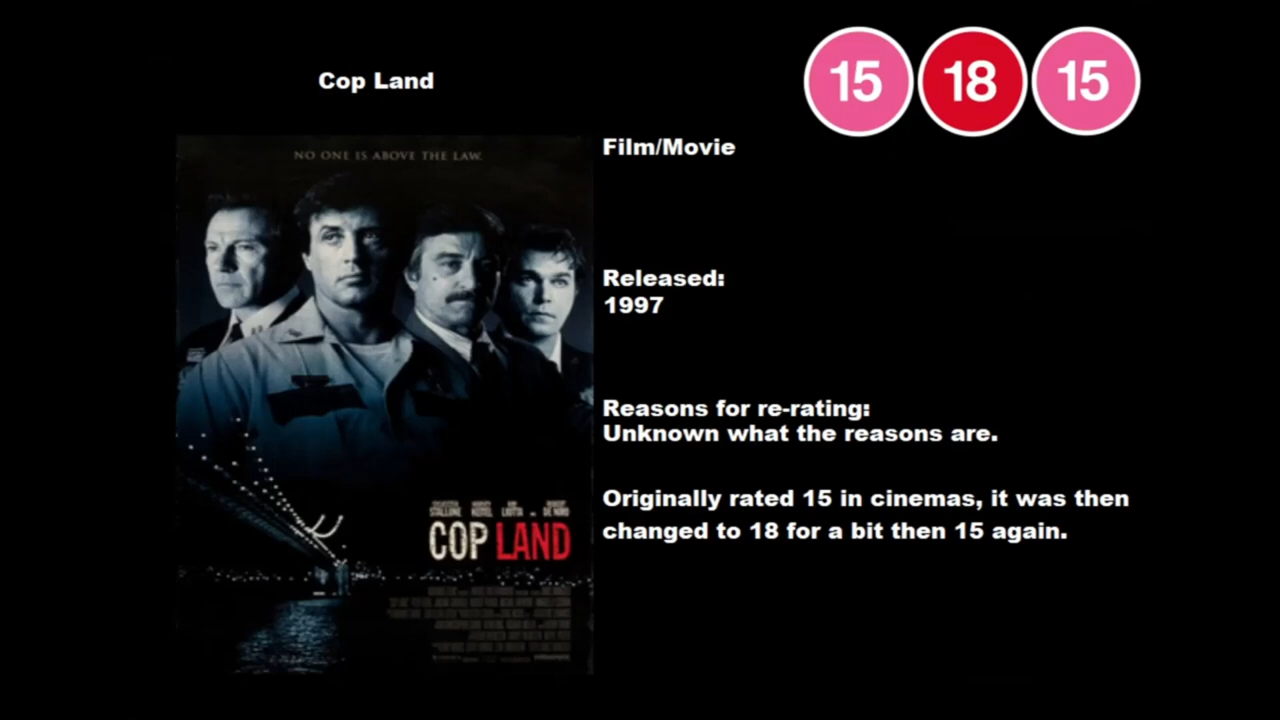 Cop Land
15 18 15
Film/Movie
NO ONE IS ABOVE THE LAW.
Released:
1997
Reasons for re-rating:
Unknown what the reasons are.
Originally rated 15 in cinemas, it was then
changed to 18 for a bit then 15 again.
STALLONE KEITEL LIOTTA DE NIRO
COP LAND